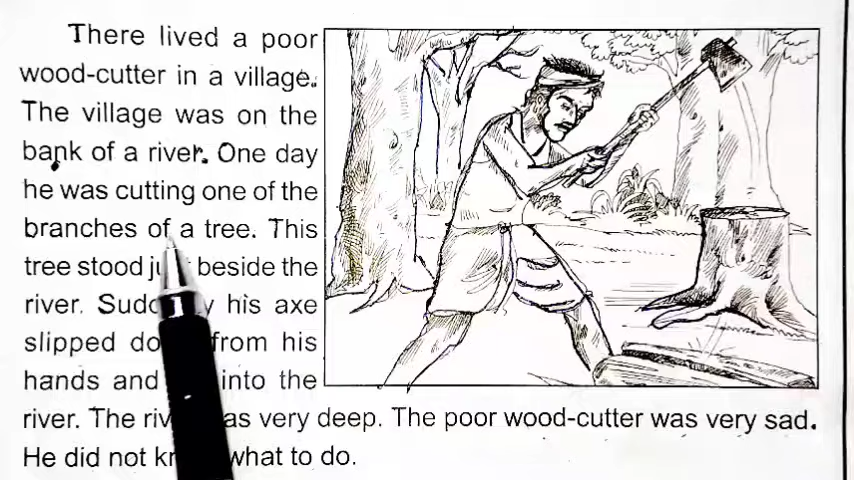 There lived a poor
wood-cutter in a village.
The village was on the
bank of a river. One day
he was cutting one of the
branches of a tree. This
tree stood beside the
river. his axe
slipped from his
hands and into the
river. The was very deep. The poor wood-cutter was very sad.
He did not what to do.